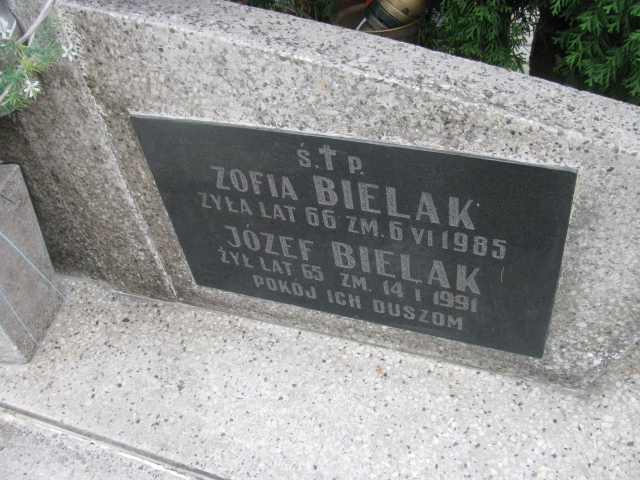 Ś.✝P.
ZOFIA BIELAK
ŻYŁA LAT 66 ZM. 6 VI 1985
JÓZEF BIELAK
ŻYŁ LAT 65 ZM. 14 I 1991
POKÓJ ICH DUSZOM